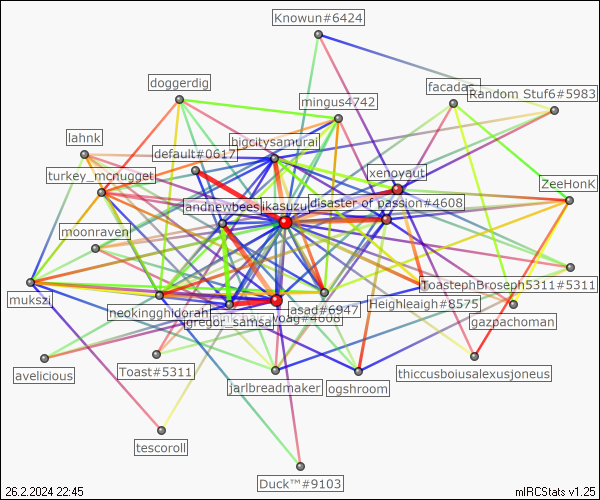 Knowun#6424
doggerdig
facadas
Random Stuf6#5983
mingus4742
lahnk
bigcitysamurai
default#0617
turkey_mcnugget
xenoyaut
ZeeHonK
andnewbees
ikasuzu
disaster of passion#4608
moonraven
ToastephBroseph5311#5311
mukszi
Heighleaigh#8575
asad#6947
neokingghidorah
gregor_samsa
gazpachoman
avelicious
Toast#5311
thiccusboiusalexusjoneus
jarlbreadmaker
ogshroom
tescoroll
Duck™#9103
26.2.2024 22:45
mIRCStats v1.25